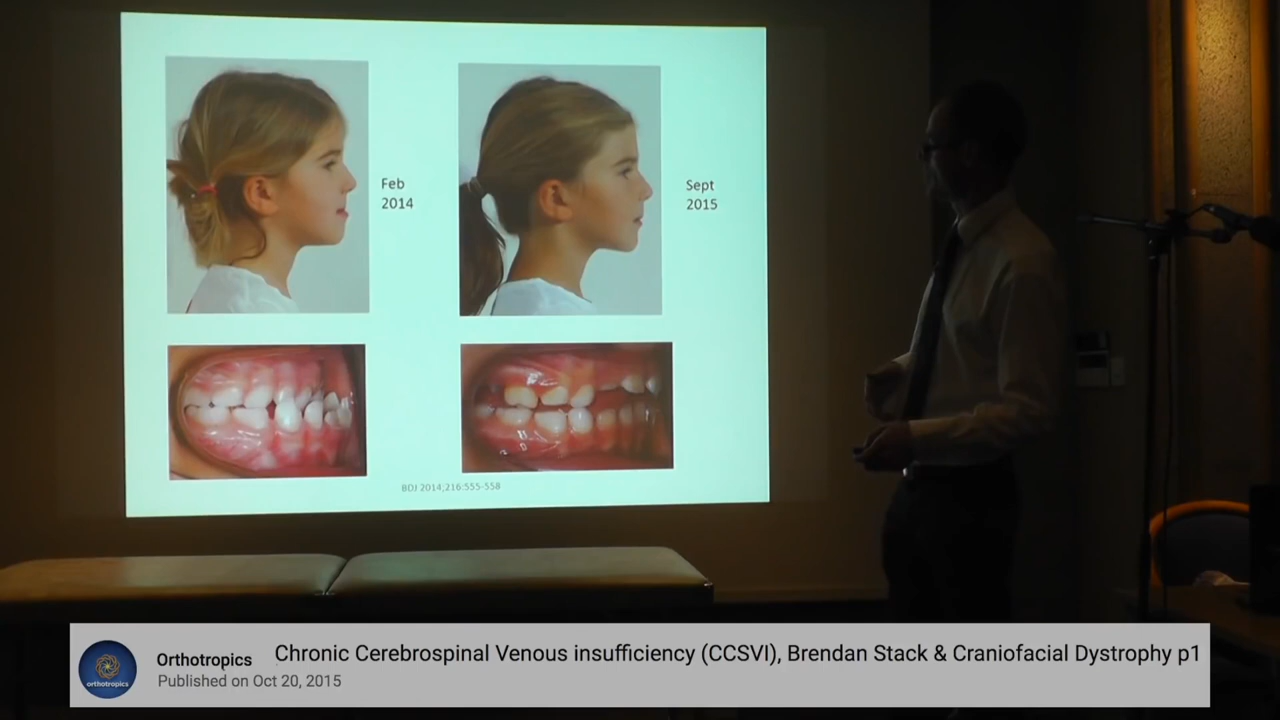 Feb
2014
Sept
2015
BDJ 2014;216:555-558
orthotropics
Orthotropics
Chronic Cerebrospinal Venous insufficiency (CCSVI), Brendan Stack & Craniofacial Dystrophy p1
Published on Oct 20, 2015